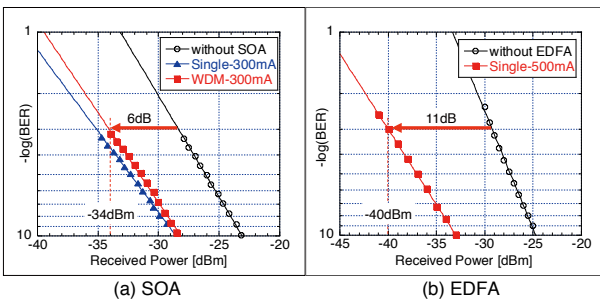 (a)
1
without SOA
Single-300mA
WDM-300mA
6dB
-log(BER)
-34dBm
10
-40 -35 -30 -25 -20
Received Power [dBm]
(a) SOA
(b)
1
without EDFA
Single-500mA
11dB
-log(BER)
-40dBm
10
-45 -40 -35 -30 -25 -20
Received Power [dBm]
(b) EDFA